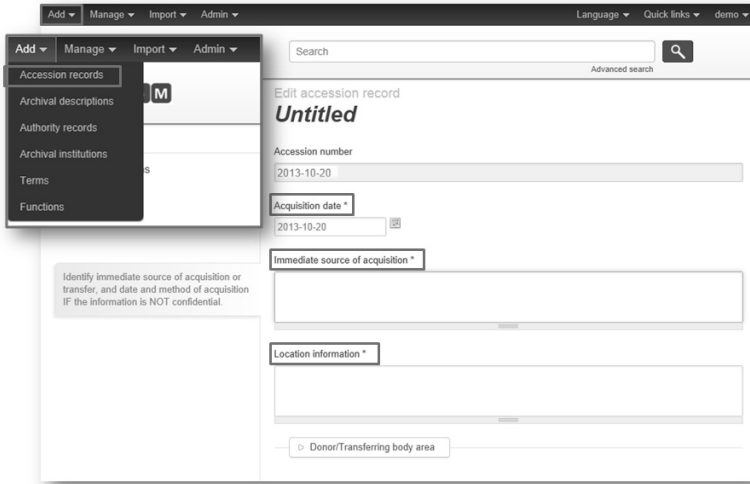 Add Manage Import Admin Language Quick links demo
Add Manage Import Admin
Accession records
Archival descriptions
Authority records
Archival institutions
Terms
Functions
M
s
Search
Advanced search
Edit accession record
Untitled
Accession number
2013-10-20
Acquisition date *
2013-10-20
Immediate source of acquisition *
Identify immediate source of acquisition or
transfer, and date and method of acquisition
IF the information is NOT confidential.
Location information *
Donor/Transferring body area